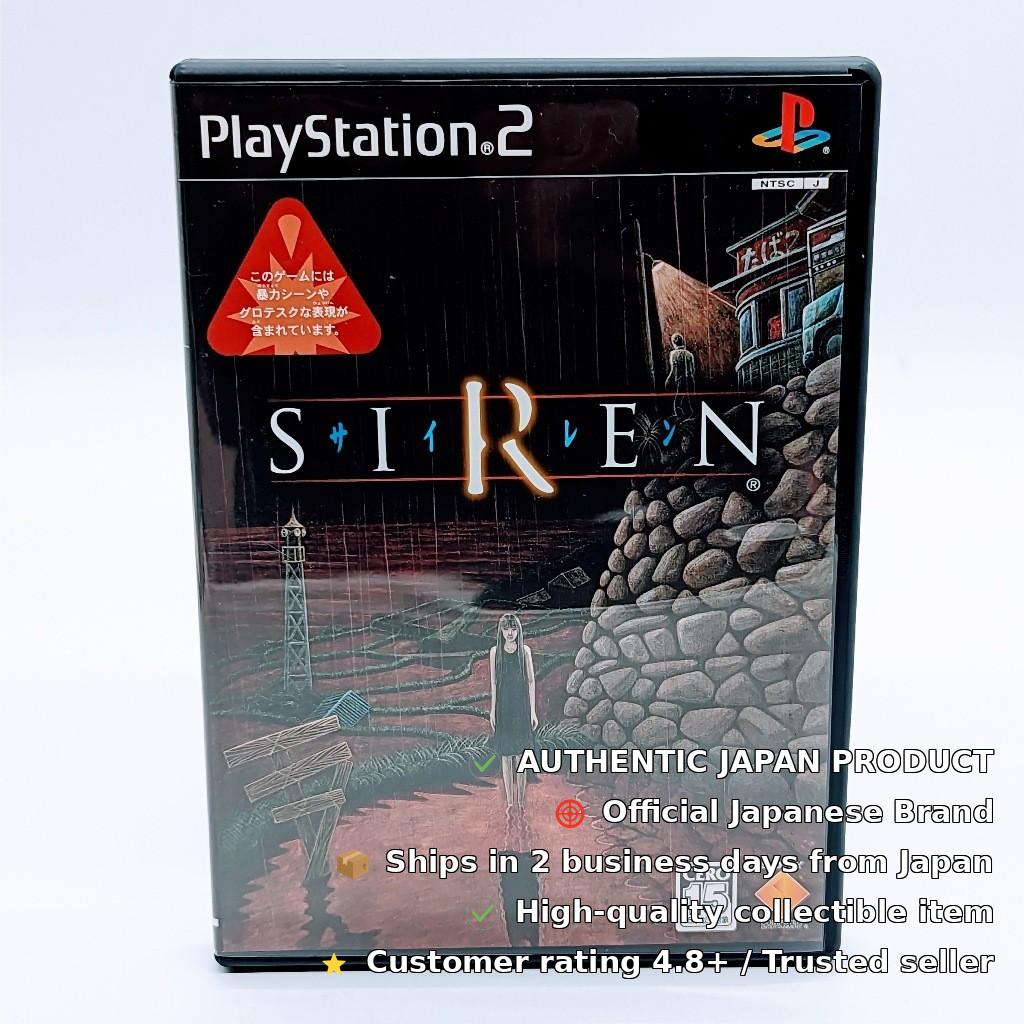 PlayStation®2
NTSC J
このゲームには
暴力シーンや
グロテスクな表現が
含まれています。
たばこ
SIREN®
サイレン
AUTHENTIC JAPAN PRODUCT
Official Japanese Brand
Ships in 2 business days from Japan
CERO
15
High-quality collectible item
Customer rating 4.8+ / Trusted seller